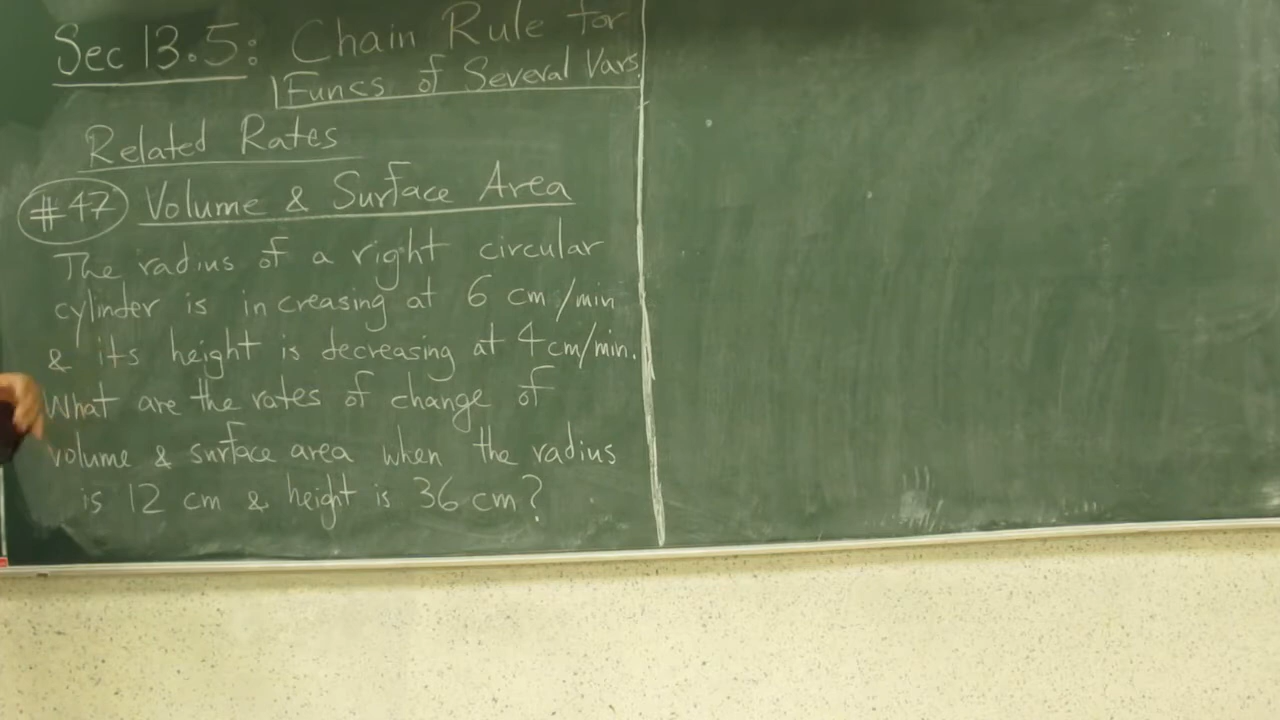 Sec 13.5: Chain Rule for
Funcs of Several Vars
Related Rates
#47 Volume & Surface Area
The radius of a right circular
cylinder is increasing at 6 cm/min
& its height is decreasing at 4cm/min.
What are the rates of change of
volume & surface area when the radius
is 12 cm & height is 36 cm?